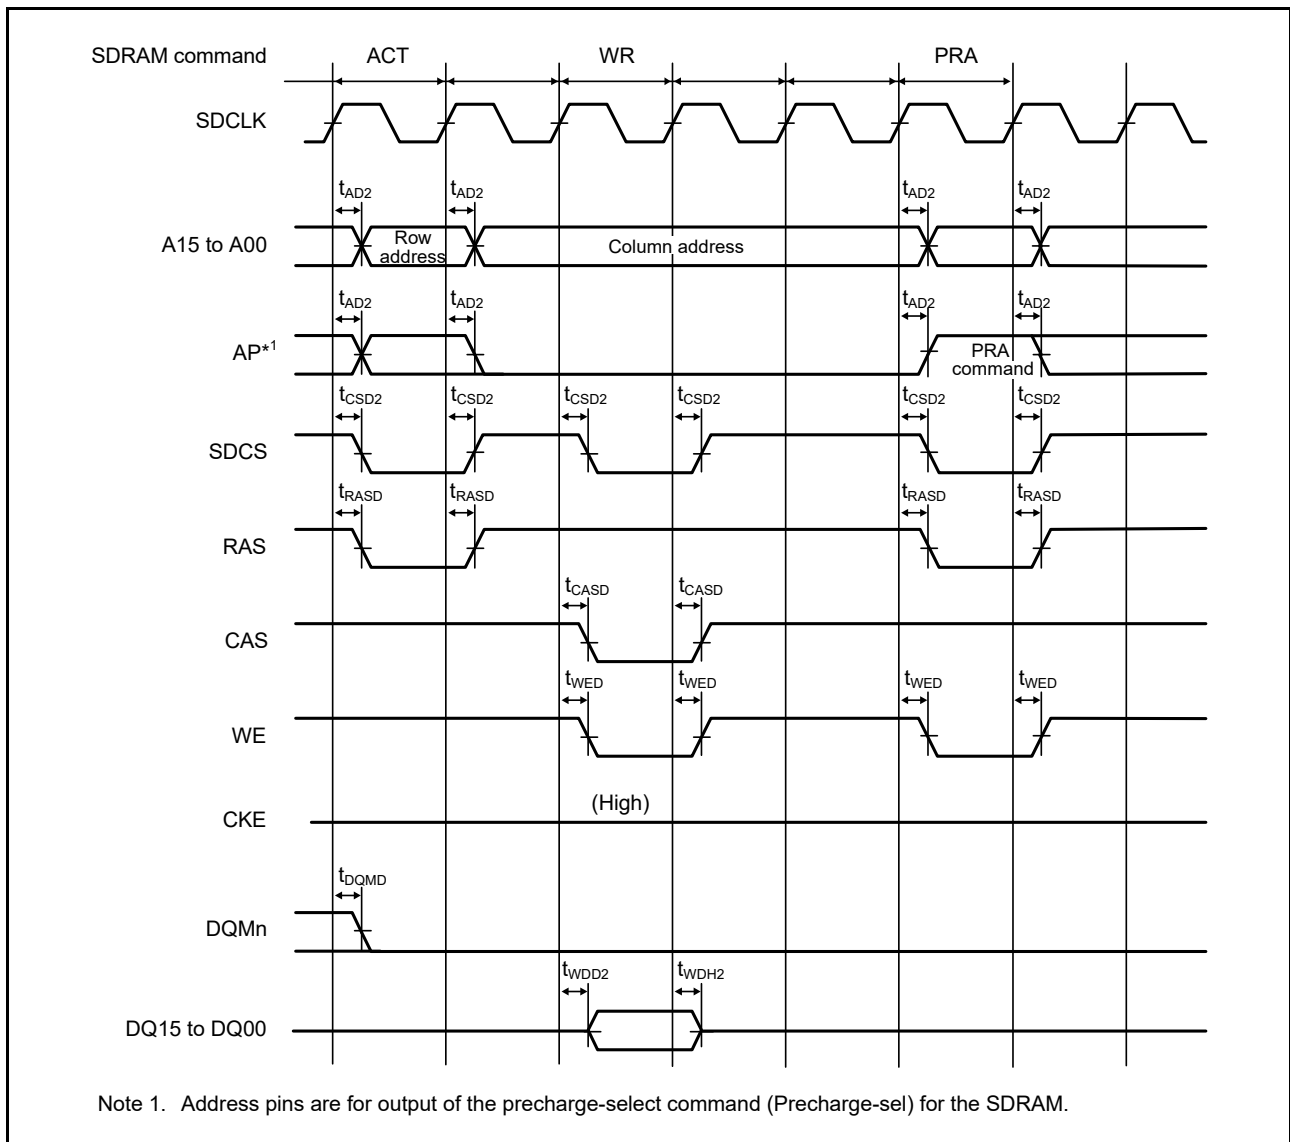 SDRAM command ACT WR PRA
SDCLK
tAD2 tAD2 tAD2 tAD2
A15 to A00 Row address Column address
tAD2 tAD2 tAD2 tAD2
AP*1 PRA command
tCSD2 tCSD2 tCSD2 tCSD2 tCSD2 tCSD2
SDCS
tRASD tRASD tRASD tRASD
RAS
tCASD tCASD
CAS
tWED tWED tWED tWED
WE
(High)
CKE
tDQMD
DQMn
tWDD2 tWDH2
DQ15 to DQ00
Note 1. Address pins are for output of the precharge-select command (Precharge-sel) for the SDRAM.